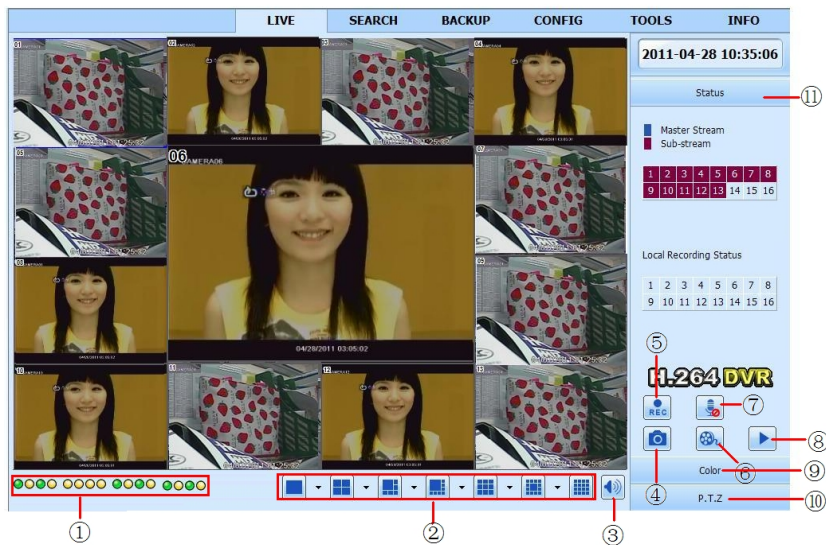 LIVE SEARCH BACKUP CONFIG TOOLS INFO
2011-04-28 10:35:06
Status
Master Stream
Sub-stream
1 2 3 4 5 6 7 8
9 10 11 12 13 14 15 16
Local Recording Status
1 2 3 4 5 6 7 8
9 10 11 12 13 14 15 16
H.264 DVR
REC
Color
P.T.Z
01
02
03
04
05
06 AMERA06
04/28/2011 03:05:02
07
08
09
10
11
12
13
①
②
③
④
⑤
⑥
⑦
⑧
⑨
⑩
⑪